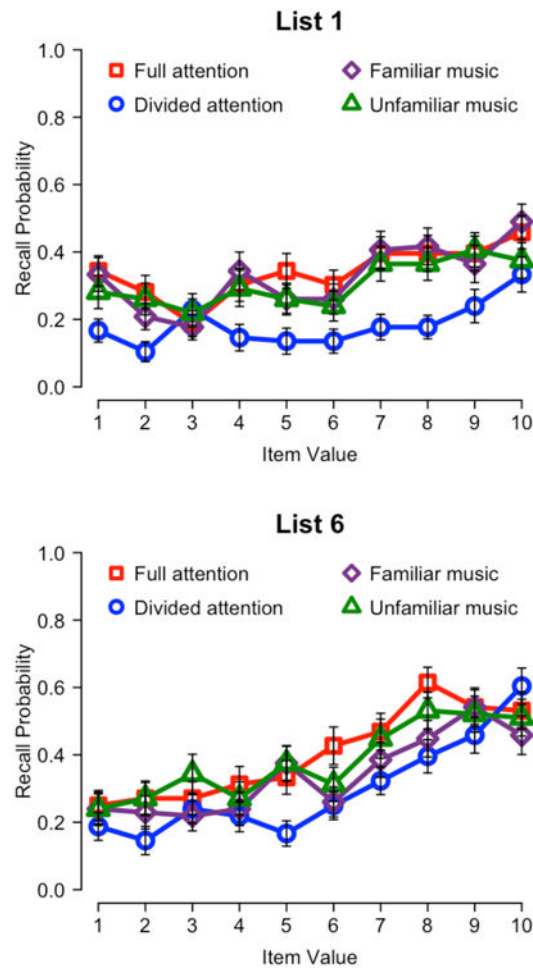 List 1
Full attention
Familiar music
Divided attention
Unfamiliar music
1.0
0.8
0.6
0.4
0.2
0.0
Recall Probability
1 2 3 4 5 6 7 8 9 10
Item Value
List 6
Full attention
Familiar music
Divided attention
Unfamiliar music
1.0
0.8
0.6
0.4
0.2
0.0
Recall Probability
1 2 3 4 5 6 7 8 9 10
Item Value